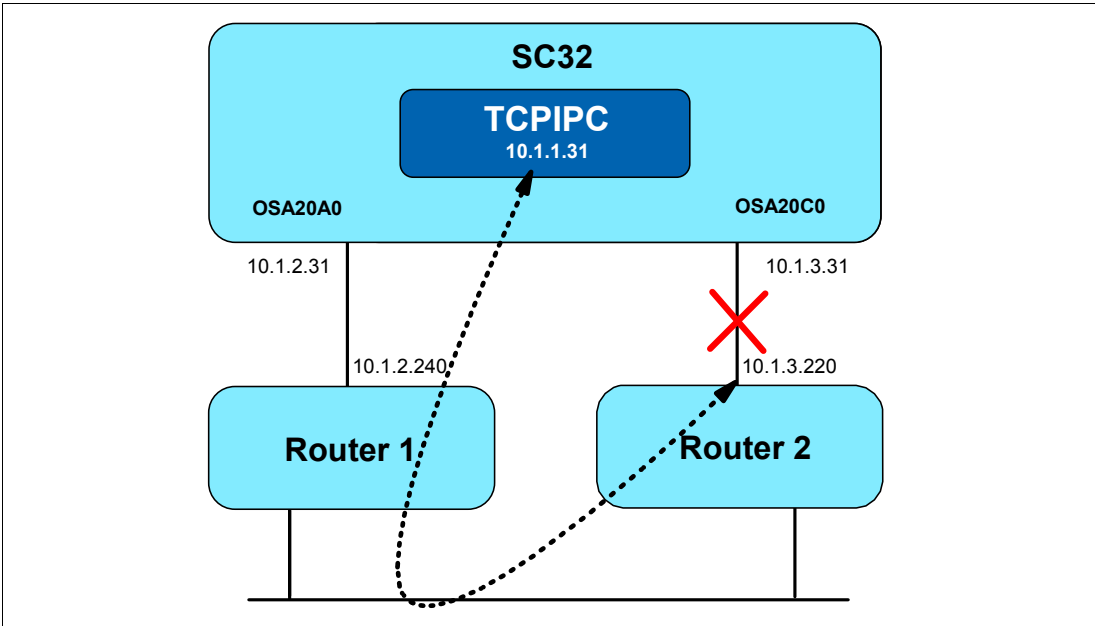 SC32
TCPIPC
10.1.1.31
OSA20A0
OSA20C0
10.1.2.31
10.1.3.31
10.1.2.240
10.1.3.220
Router 1
Router 2